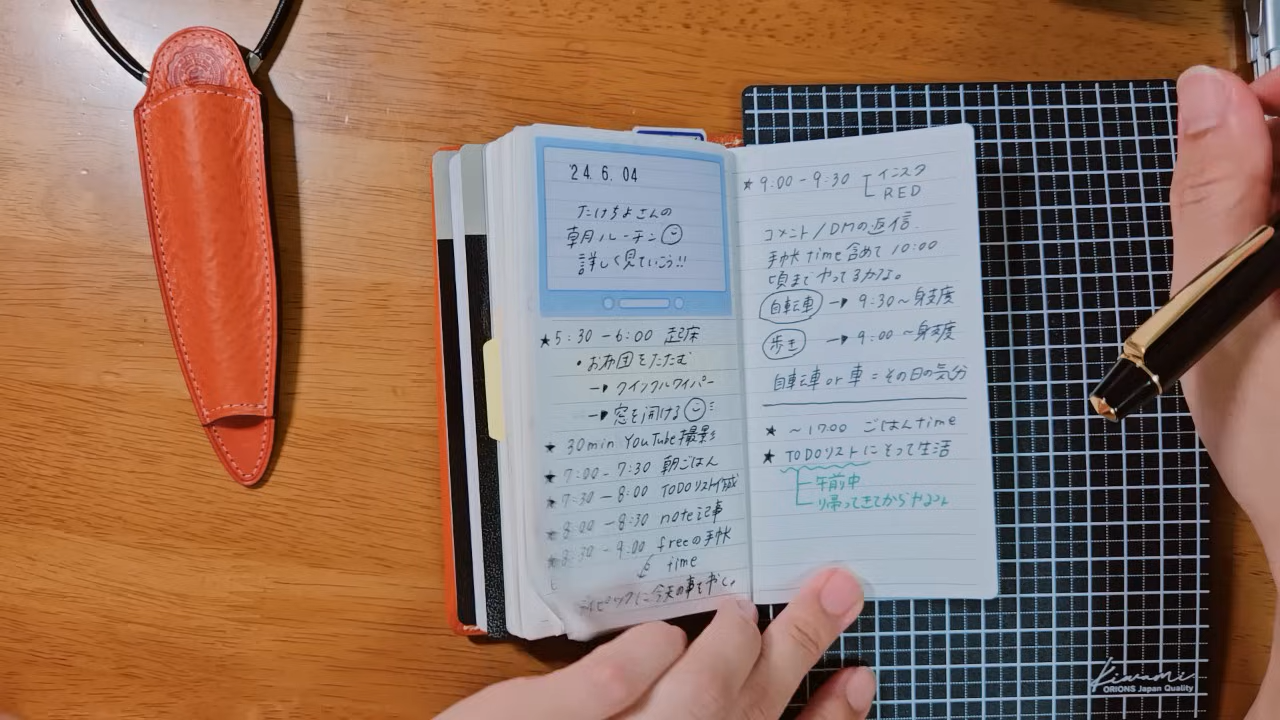 '24. 6. 04
たけちよさんの
朝ルーチン
詳しく見ていこう!!
★5:30 -6:00 起床
・お布団をたたむ
→ クイックルワイパー
→ 窓を開ける
★ 30min YouTube撮影
★ 7:00 - 7:30 朝ごはん
★ 7:30 - 8:00 TODOリスト作成
★ 8:00 - 8:30 note記事
★ 8:30 - 9:00 freeの手帳
time
に今天の事を
★ 9:00 - 9:30 インスタ
RED
コメント/DMの返信
手帳 time 含めて 10:00
頃までやってるかな。
自転車 → 9:30〜身支度
歩き → 9:00 〜身支度
自転車 or 車 = その日の気分
★ 〜17:00 ごはんtime
★ TODOリストにそって生活
午前中
帰ってきてから
Kiwami
ORIONS Japan Quality